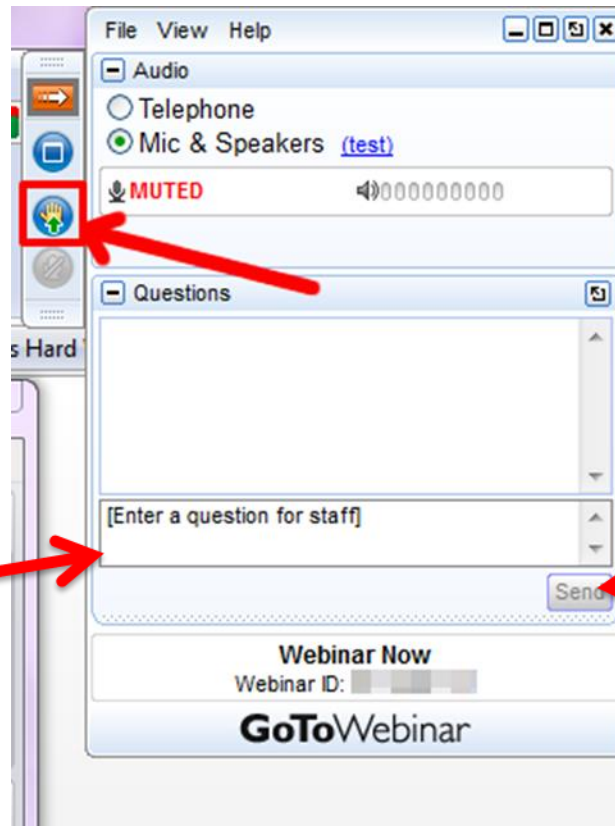 File View Help
Audio
Telephone
Mic & Speakers (test)
MUTED 000000000
Questions
s Hard
[Enter a question for staff]
Send
Webinar Now
Webinar ID:
GoToWebinar